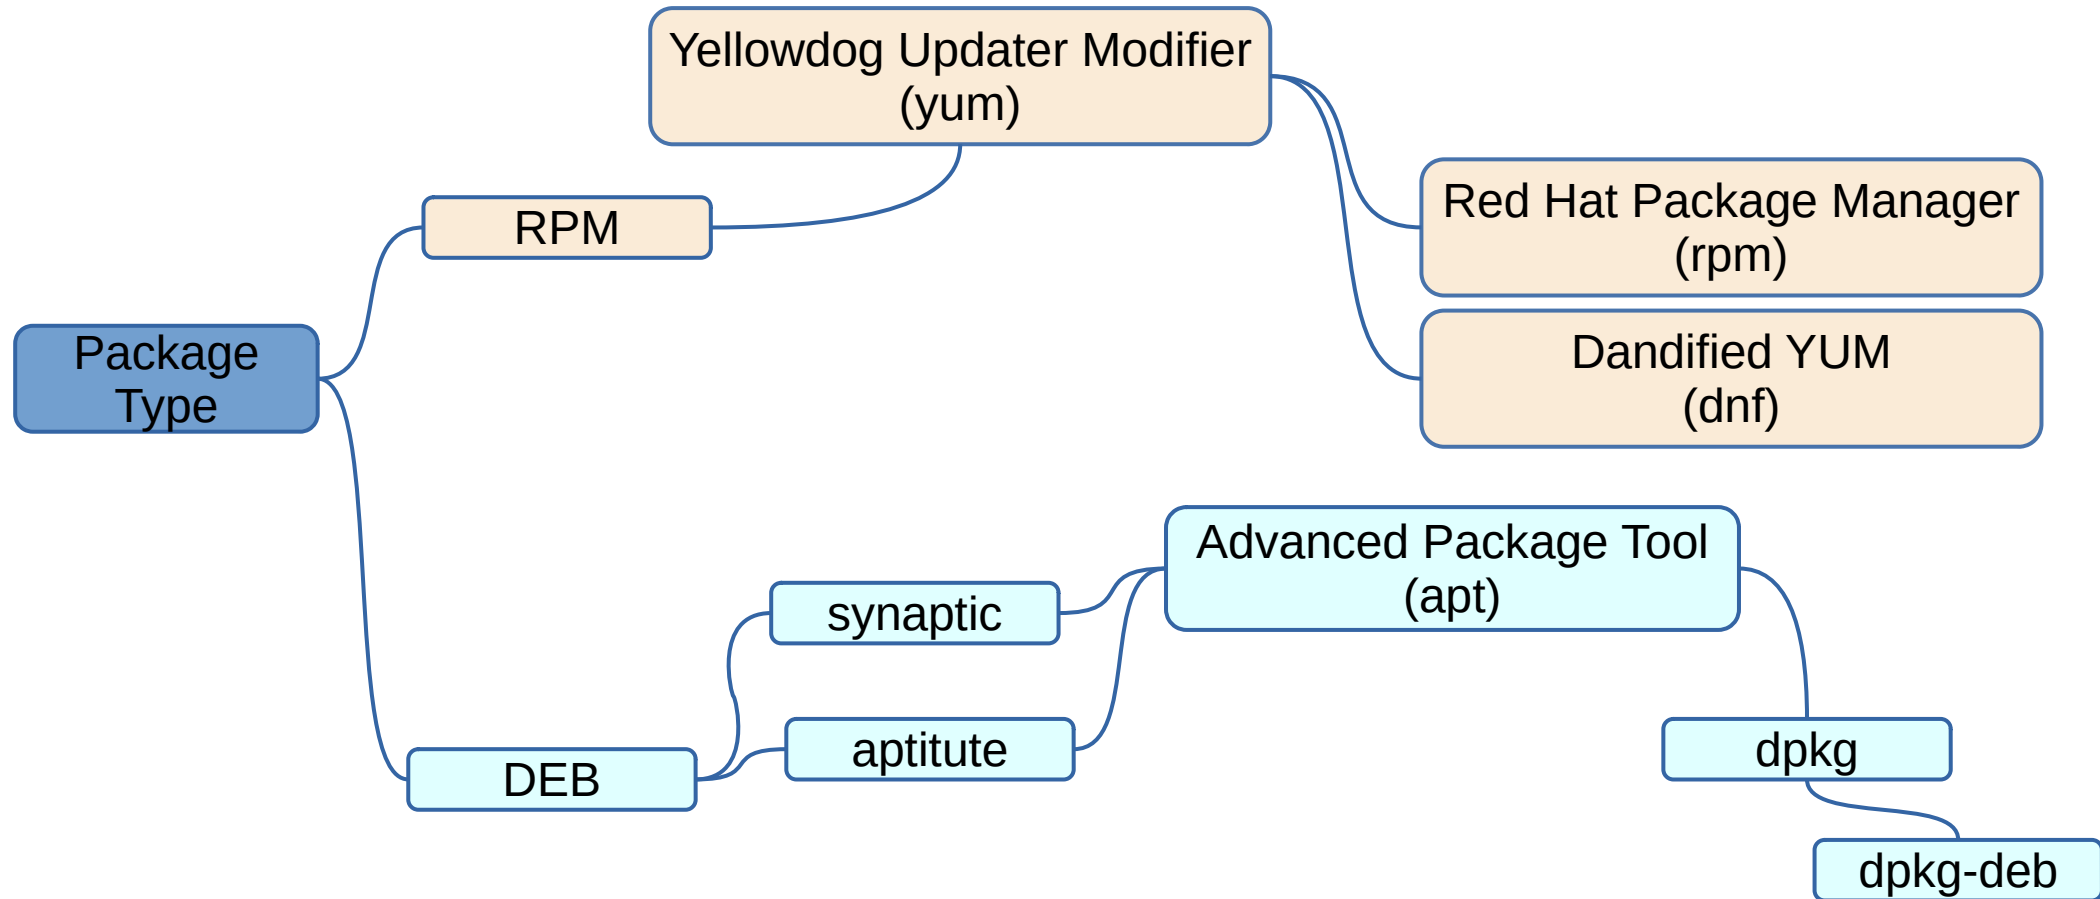 Yellowdog Updater Modifier
(yum)
Red Hat Package Manager
(rpm)
RPM
Package
Type
Dandified YUM
(dnf)
Advanced Package Tool
(apt)
synaptic
aptitute
dpkg
DEB
dpkg-deb